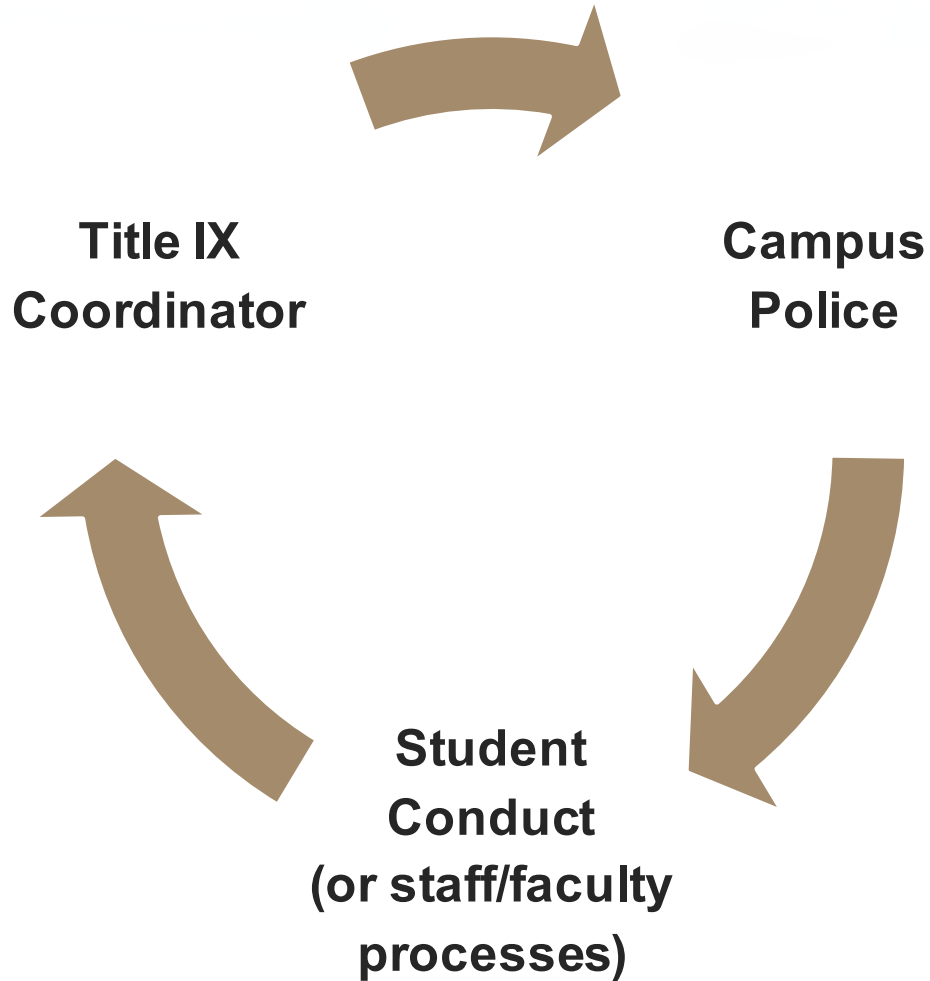 Title IX
Coordinator
Campus
Police
Student
Conduct
(or staff/faculty
processes)